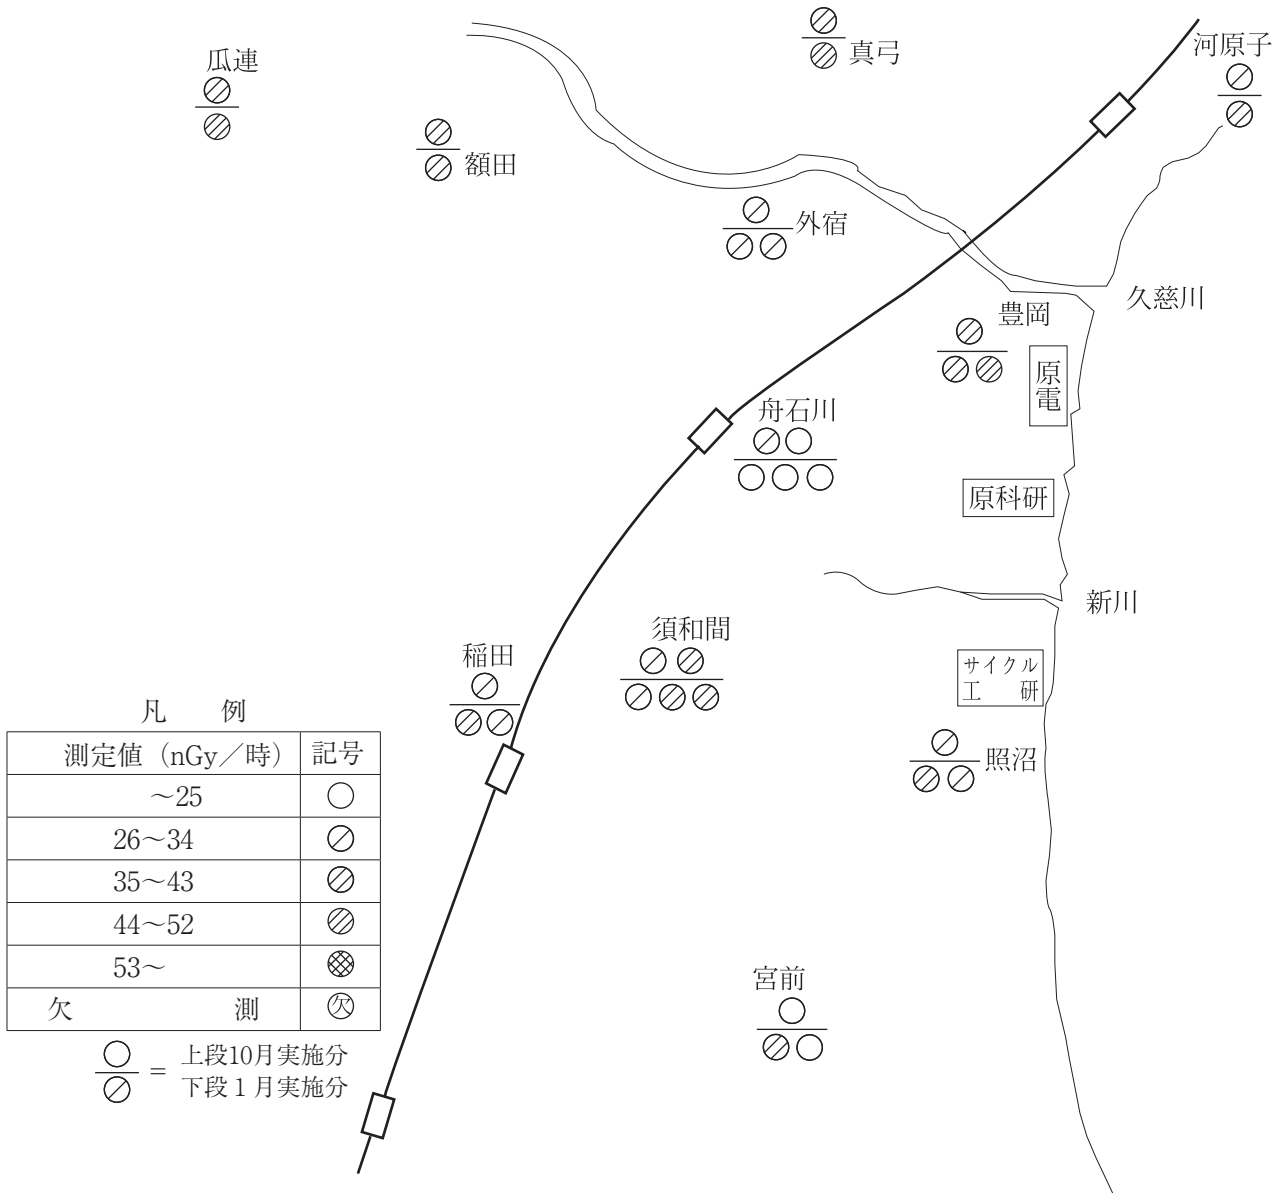 真弓
河原子
瓜連
額田
外宿
久慈川
豊岡
原電
舟石川
原科研
新川
須和間
稲田
サイクル
工　研
照沼
宮前
凡　例
測定値（nGy／時） 記号
～25
26～34
35～43
44～52
53～
欠　測 欠
＝ 上段10月実施分
下段１月実施分